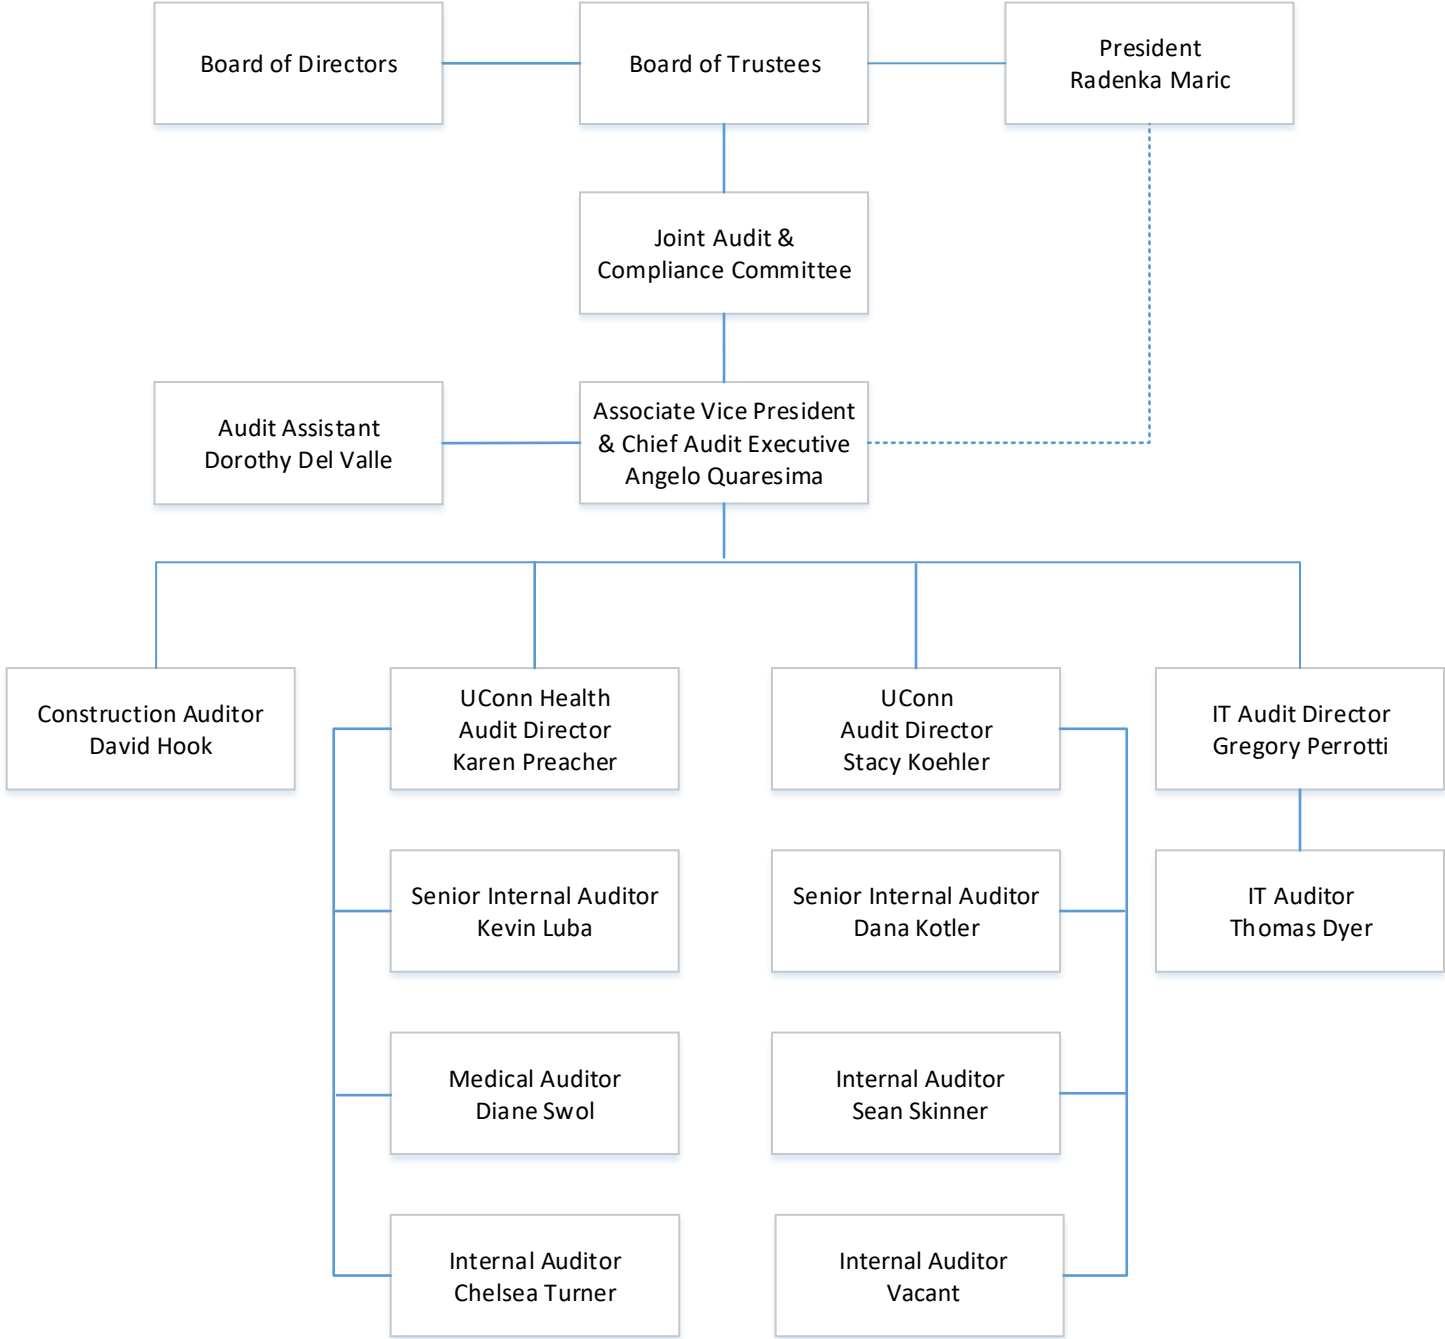 Board of Directors
Board of Trustees
President
Radenka Maric
Joint Audit &
Compliance Committee
Audit Assistant
Dorothy Del Valle
Associate Vice President
& Chief Audit Executive
Angelo Quaresima
Construction Auditor
David Hook
UConn Health
Audit Director
Karen Preacher
UConn
Audit Director
Stacy Koehler
IT Audit Director
Gregory Perrotti
Senior Internal Auditor
Kevin Luba
Senior Internal Auditor
Dana Kotler
IT Auditor
Thomas Dyer
Medical Auditor
Diane Swol
Internal Auditor
Sean Skinner
Internal Auditor
Chelsea Turner
Internal Auditor
Vacant